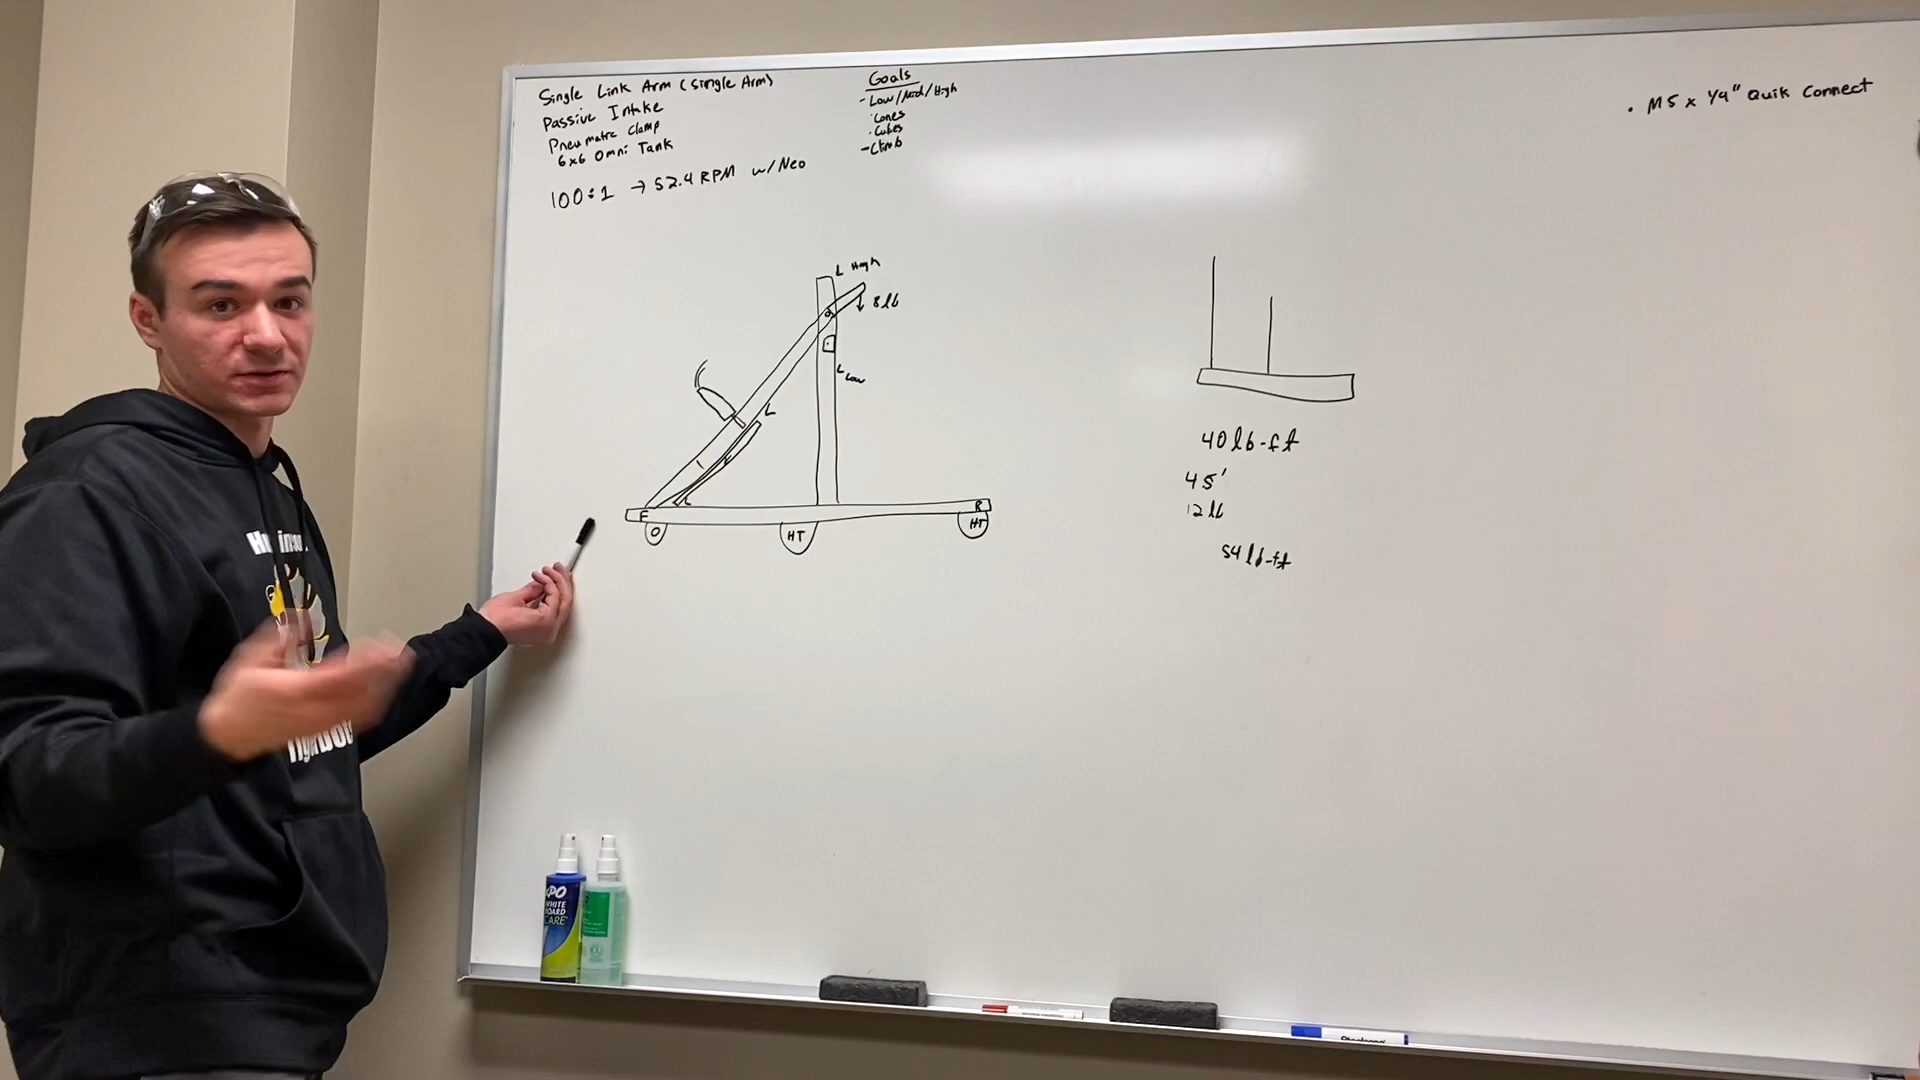 Single Link Arm (Single Arm)
Passive Intake
Pneumatic Clamp
6x6 Omni Tank
100:1 → 52.4 RPM w/ Neo
Goals
- Low/Mid/High
· Cones
· Cubes
- Climb
· M5 x 1/4" Quik Connect
L High
8 lb
L Low
L
F
R
O
HT
HT
40 lb-ft
45'
12 lb
54 lb-ft
XPO
WHITE
BOARD
CARE